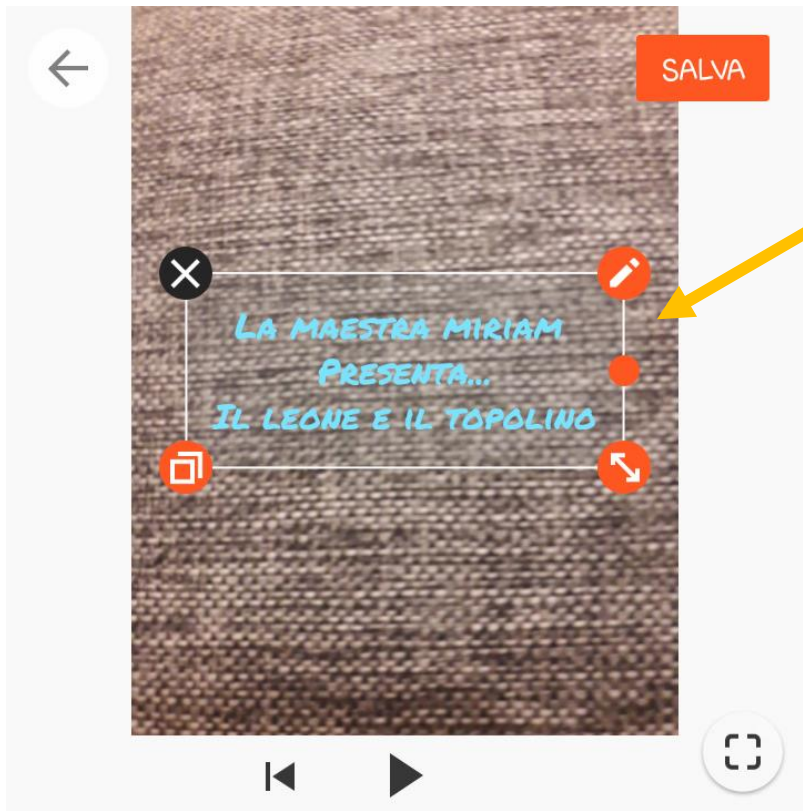 SALVA
La maestra miriam
Presenta...
Il leone e il topolino